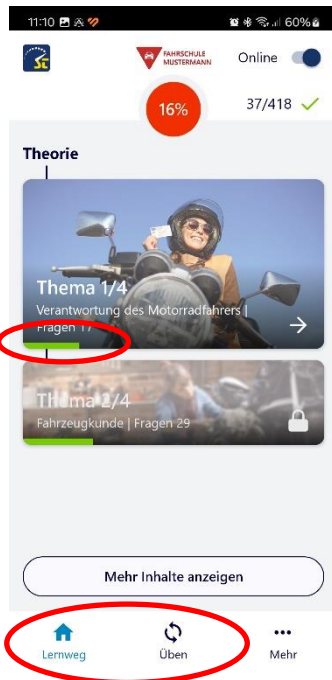 11:10
60%
FAHRSCHULE
MUSTERMANN
Online
16%
37/418
Theorie
Thema 1/4
Verantwortung des Motorradfahrers |
Fragen 17
Thema 2/4
Fahrzeugkunde | Fragen 29
Mehr Inhalte anzeigen
Lernweg
Üben
Mehr